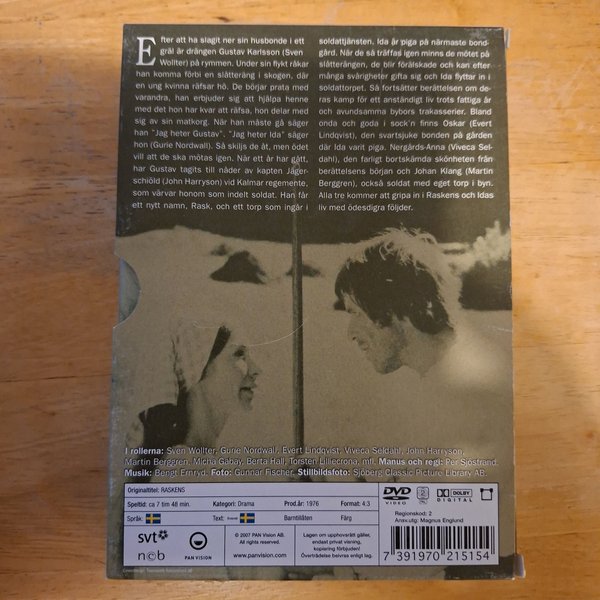 Efter att ha slagit ner sin husbonde i ett
gräl är drängen Gustav Karlsson (Sven
Wollter) på rymmen. Under sin flykt råkar
han komma förbi en slåtteräng i skogen, där
en ung kvinna räfsar hö. De börjar prata med
varandra, han erbjuder sig att hjälpa henne
med det hon har kvar att räfsa, hon delar med
sig av sin matkorg. När han måste gå säger
han "Jag heter Gustav". "Jag heter Ida" säger
hon (Gurie Nordwall). Så skiljs de åt, men ödet
vill att de ska mötas igen. När ett år har gått,
har Gustav tagits till nåder av kapten Jäger-
schiöld (John Harryson) vid Kalmar regemente,
som värvar honom som indelt soldat. Han får
ett nytt namn, Rask, och ett torp som ingår i
soldattjänsten. Ida är piga på närmaste bond-
gård. När de så träffas igen minns de mötet på
slåtterängen, de blir förälskade och kan efter
många svårigheter gifta sig och Ida flyttar in i
soldattorpet. Så fortsätter berättelsen om de-
ras kamp för ett anständigt liv trots fattiga år
och avundsamma bybors trakasserier. Bland
onda och goda i sock'n finns Oskar (Evert
Lindqvist), den svartsjuke bonden på gården
där Ida varit piga. Nergårds-Anna (Viveca Sel-
dahl), den farligt bortskämda skönheten från
berättelsens början och Johan Klang (Martin
Berggren), också soldat med eget torp i byn.
Alla tre kommer att gripa in i Raskens och Idas
liv med ödesdigra följder.
I rollerna: Sven Wollter, Gurie Nordwall, Evert Lindqvist, Viveca Seldahl, John Harryson,
Martin Berggren, Micha Gabay, Berta Hall, Torsten Lilliecrona, mfl. Manus och regi: Per Sjöstrand.
Musik: Bengt Ernryd. Foto: Gunnar Fischer. Stillbildsfoto: Sjöberg Classic Picture Library AB.
Originaltitel: RASKENS
Speltid: ca 7 tim 48 min. Kategori: Drama Prod.år: 1976 Format: 4:3
Språk: Text: Svenska Barntillåten Färg
svt
ncb
PAN VISION
© 2007 PAN Vision AB.
All rights reserved.
www.panvision.com
Lagen om upphovsrätt gäller,
endast privat visning,
kopiering förbjuden!
Överträdelse beivras enligt lag.
DVD VIDEO 2 DOLBY DIGITAL
Regionskod: 2
Ansv.utg: Magnus Englund
7 391970 215154